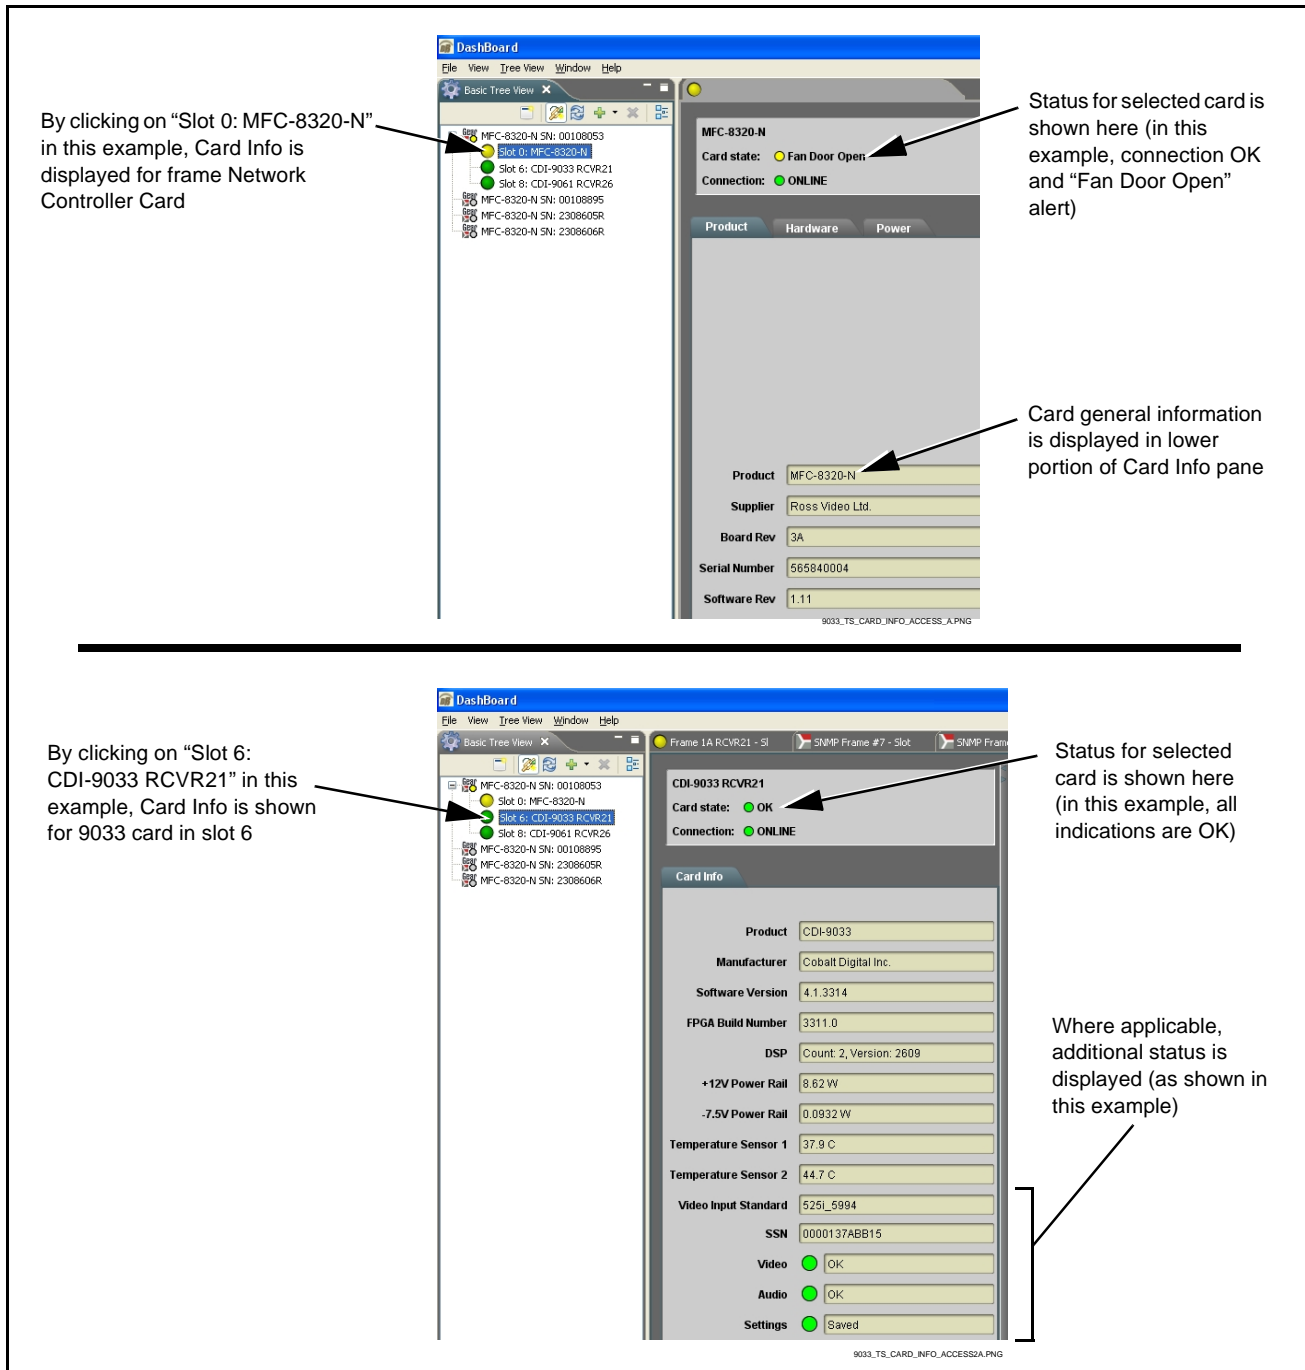 DashBoard
File View Tree View Window Help
Basic Tree View
By clicking on “Slot 0: MFC-8320-N”
in this example, Card Info is
displayed for frame Network
Controller Card
Gear MFC-8320-N SN: 00108053
Slot 0: MFC-8320-N
Slot 6: CDI-9033 RCVR21
Slot 8: CDI-9061 RCVR26
Gear MFC-8320-N SN: 00108895
Gear MFC-8320-N SN: 2308605R
Gear MFC-8320-N SN: 2308606R
MFC-8320-N
Card state: Fan Door Open
Connection: ONLINE
Status for selected card is
shown here (in this
example, connection OK
and “Fan Door Open”
alert)
Product Hardware Power
Card general information
is displayed in lower
portion of Card Info pane
Product MFC-8320-N
Supplier Ross Video Ltd.
Board Rev 3A
Serial Number 565840004
Software Rev 1.11
9033_TS_CARD_INFO_ACCESS_A.PNG
DashBoard
File View Tree View Window Help
Basic Tree View
Frame 1A RCVR21 - Sl SNMP Frame #7 - Slot SNMP Fram
By clicking on “Slot 6:
CDI-9033 RCVR21” in this
example, Card Info is shown
for 9033 card in slot 6
Gear MFC-8320-N SN: 00108053
Slot 0: MFC-8320-N
Slot 6: CDI-9033 RCVR21
Slot 8: CDI-9061 RCVR26
Gear MFC-8320-N SN: 00108895
Gear MFC-8320-N SN: 2308605R
Gear MFC-8320-N SN: 2308606R
CDI-9033 RCVR21
Card state: OK
Connection: ONLINE
Status for selected
card is shown here
(in this example, all
indications are OK)
Card Info
Product CDI-9033
Manufacturer Cobalt Digital Inc.
Software Version 4.1.3314
FPGA Build Number 3311.0
DSP Count: 2, Version: 2609
+12V Power Rail 8.62 W
-7.5V Power Rail 0.0932 W
Temperature Sensor 1 37.9 C
Temperature Sensor 2 44.7 C
Video Input Standard 525i_5994
SSN 0000137ABB15
Video OK
Audio OK
Settings Saved
Where applicable,
additional status is
displayed (as shown in
this example)
9033_TS_CARD_INFO_ACCESS2A.PNG